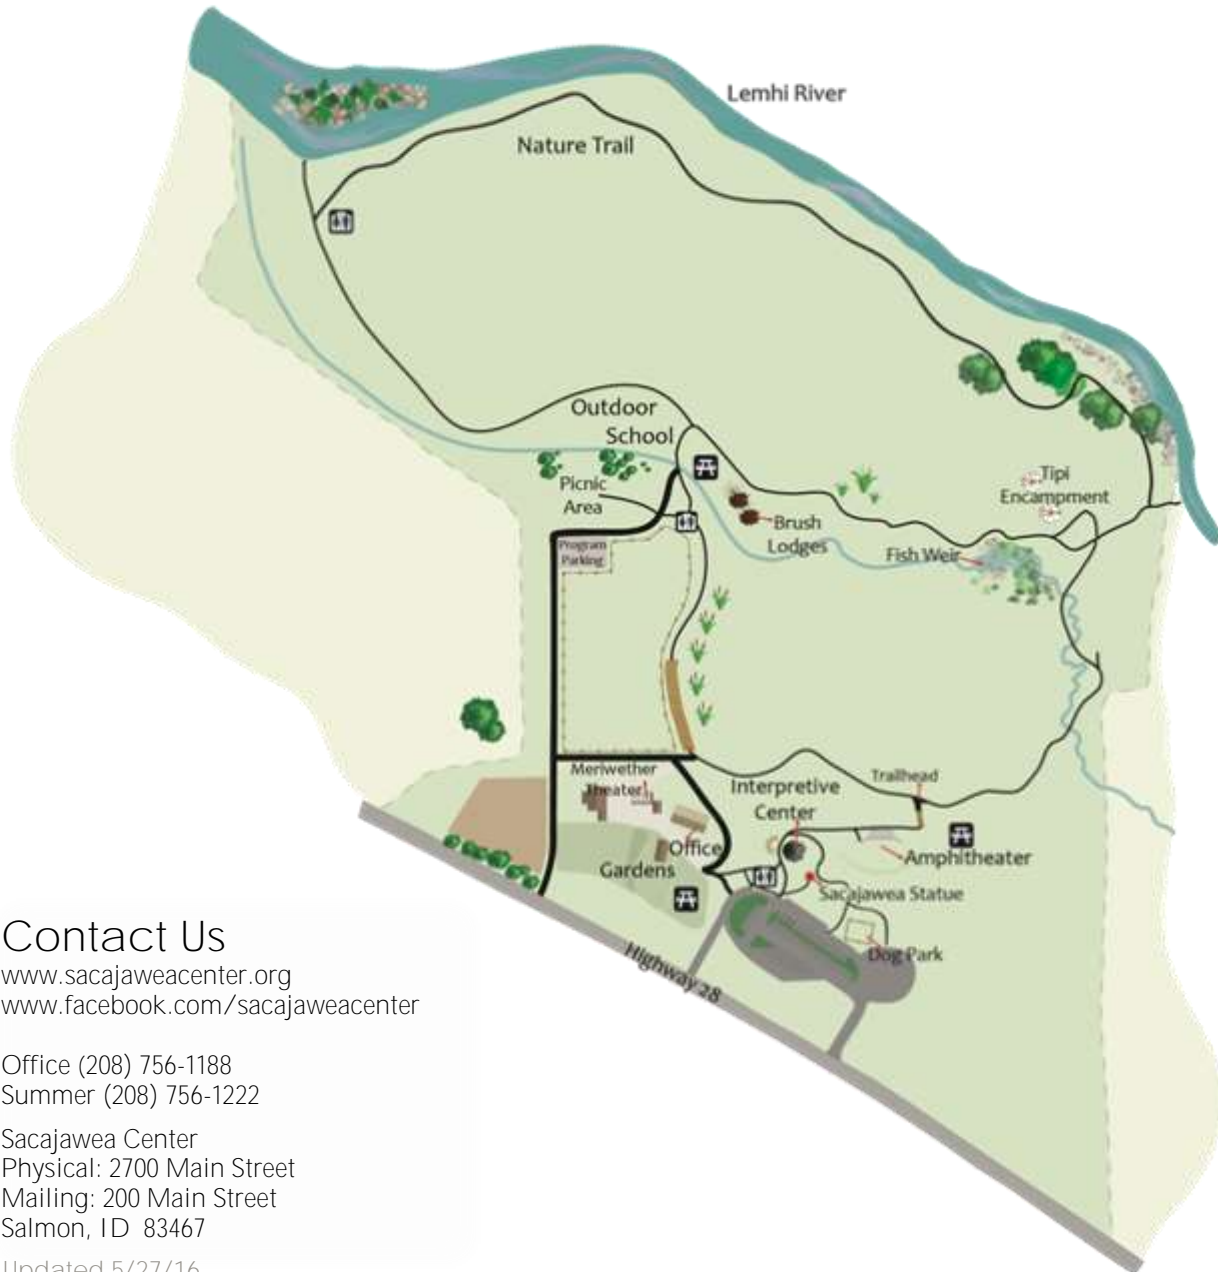 Lemhi River
Nature Trail
Outdoor
School
Picnic
Area
Tipi
Encampment
Brush
Lodges
Fish Weir
Program
Parking
Meriwether
Theater
Interpretive
Center
Trailhead
Office
Gardens
Amphitheater
Sacajawea Statue
Dog Park
Highway 28
Contact Us
www.sacajaweacenter.org
www.facebook.com/sacajaweacenter
Office (208) 756-1188
Summer (208) 756-1222
Sacajawea Center
Physical: 2700 Main Street
Mailing: 200 Main Street
Salmon, ID 83467
Updated 5/27/16